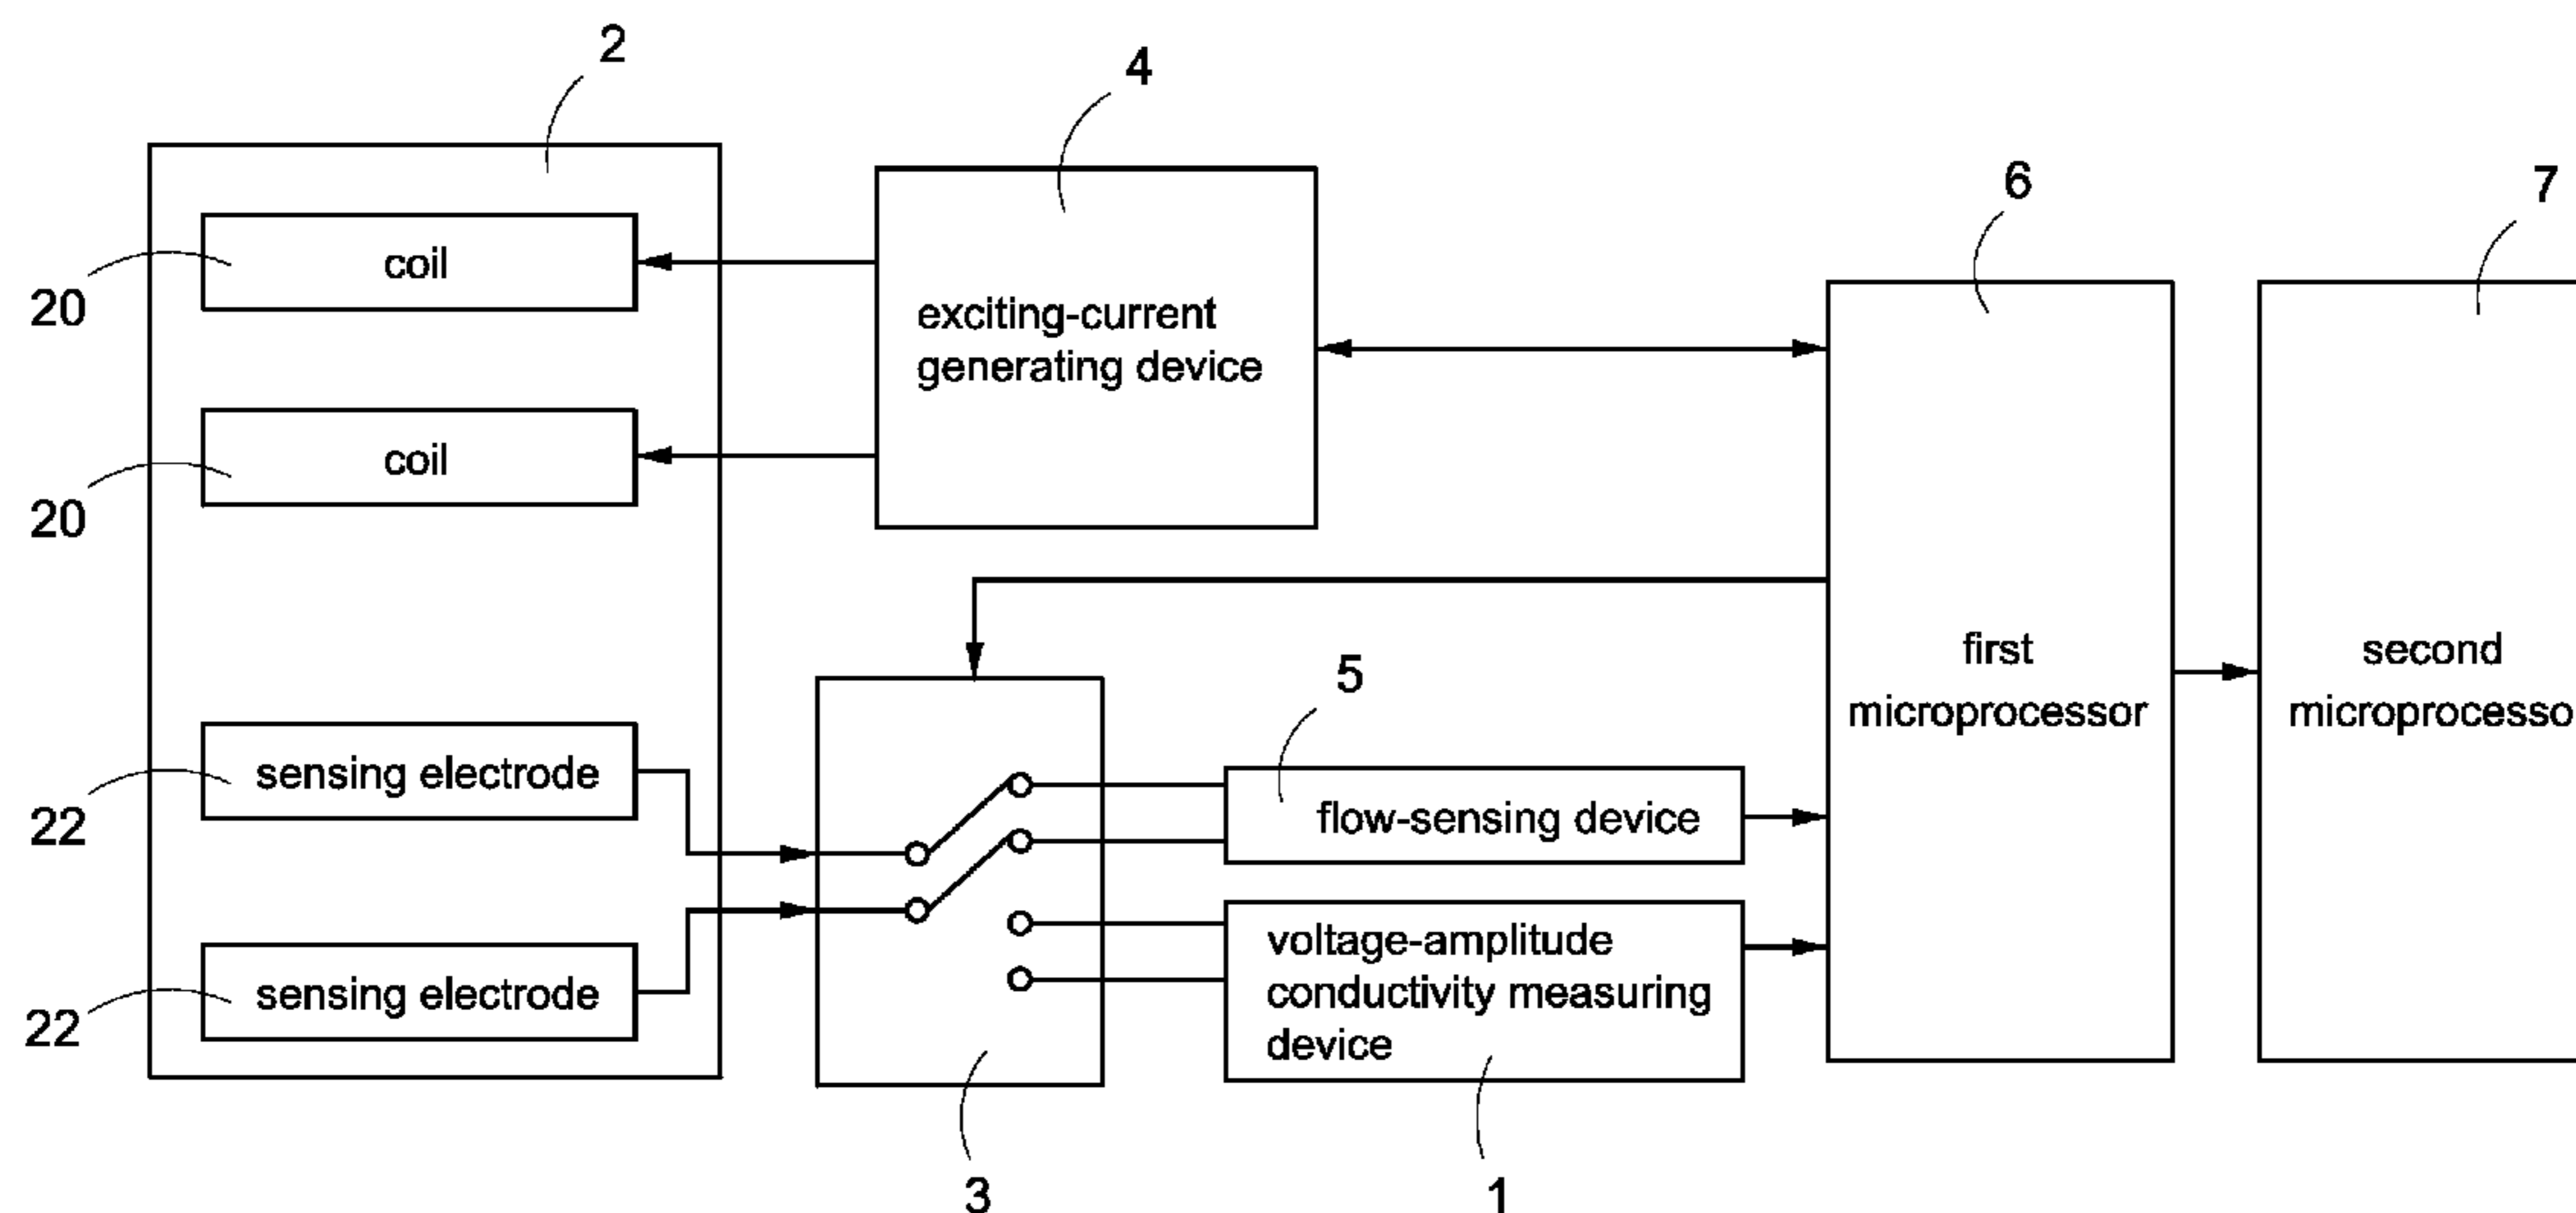 2
4
6
7
coil
20
exciting-current
generating device
coil
20
first
microprocessor
second
microprocesso
5
sensing electrode
22
flow-sensing device
voltage-amplitude
conductivity measuring
device
sensing electrode
22
3
1